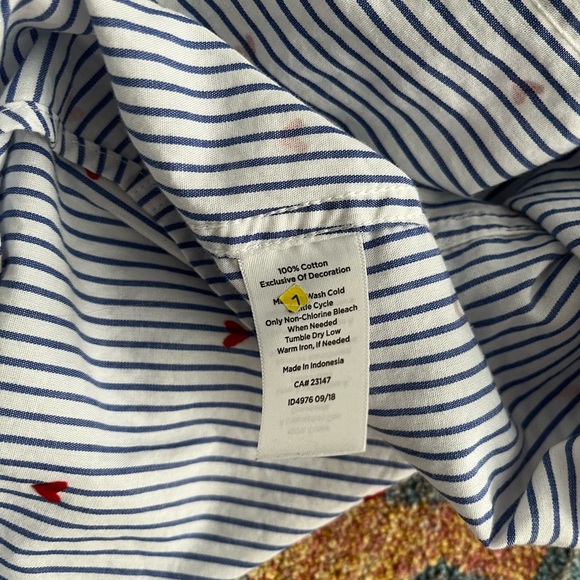 100% Cotton
Exclusive Of Decoration
Wash Cold
Cycle
Only Non-Chlorine Bleach
When Needed
Tumble Dry Low
Warm Iron, If Needed
Made in Indonesia
CA# 23147
ID4976 09/18
1